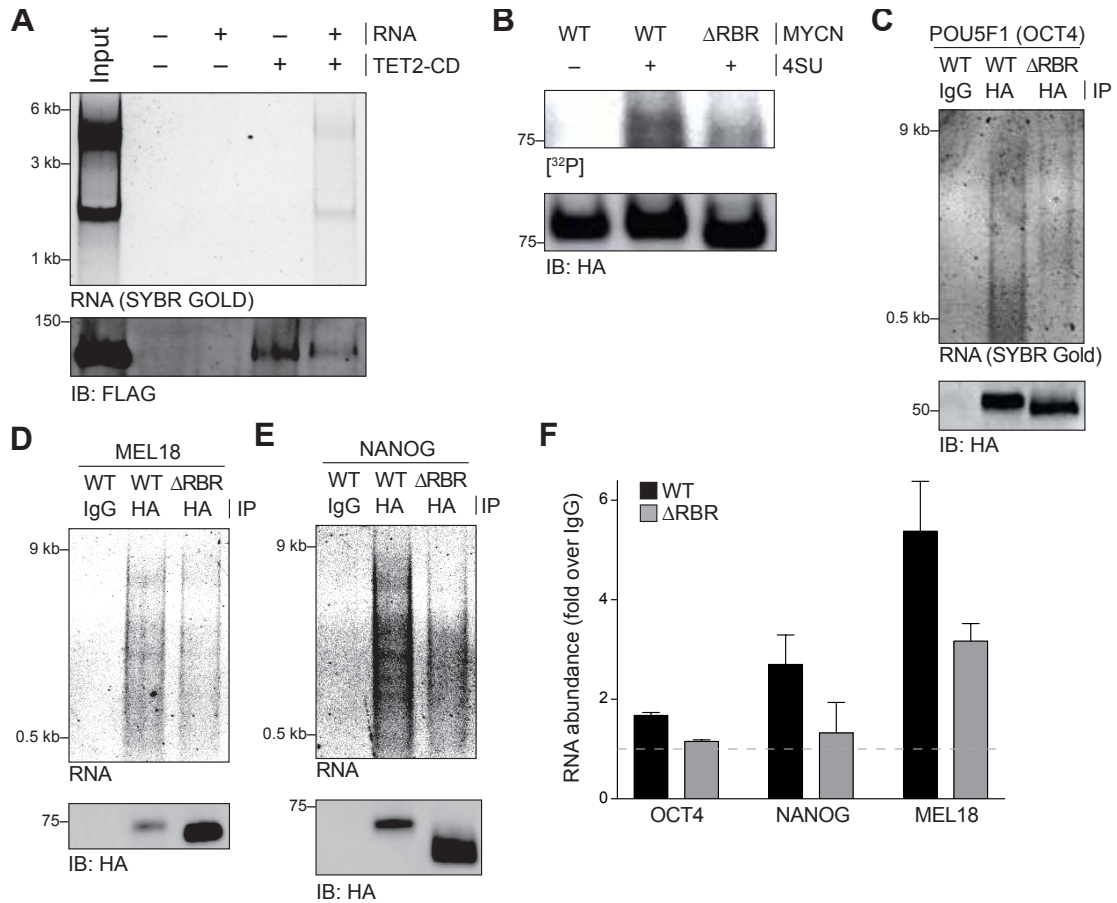 A
Input
– + – + | RNA
– – + + | TET2-CD
6 kb
3 kb
1 kb
RNA (SYBR GOLD)
150
IB: FLAG
B
WT WT ΔRBR | MYCN
– + + | 4SU
75
[³²P]
75
IB: HA
C
POU5F1 (OCT4)
WT WT ΔRBR
IgG HA HA | IP
9 kb
0.5 kb
RNA (SYBR Gold)
50
IB: HA
D
MEL18
WT WT ΔRBR
IgG HA HA | IP
9 kb
0.5 kb
RNA
75
IB: HA
E
NANOG
WT WT ΔRBR
IgG HA HA | IP
9 kb
0.5 kb
RNA
75
IB: HA
F
RNA abundance (fold over IgG)
6
4
2
0
WT
ΔRBR
OCT4 NANOG MEL18